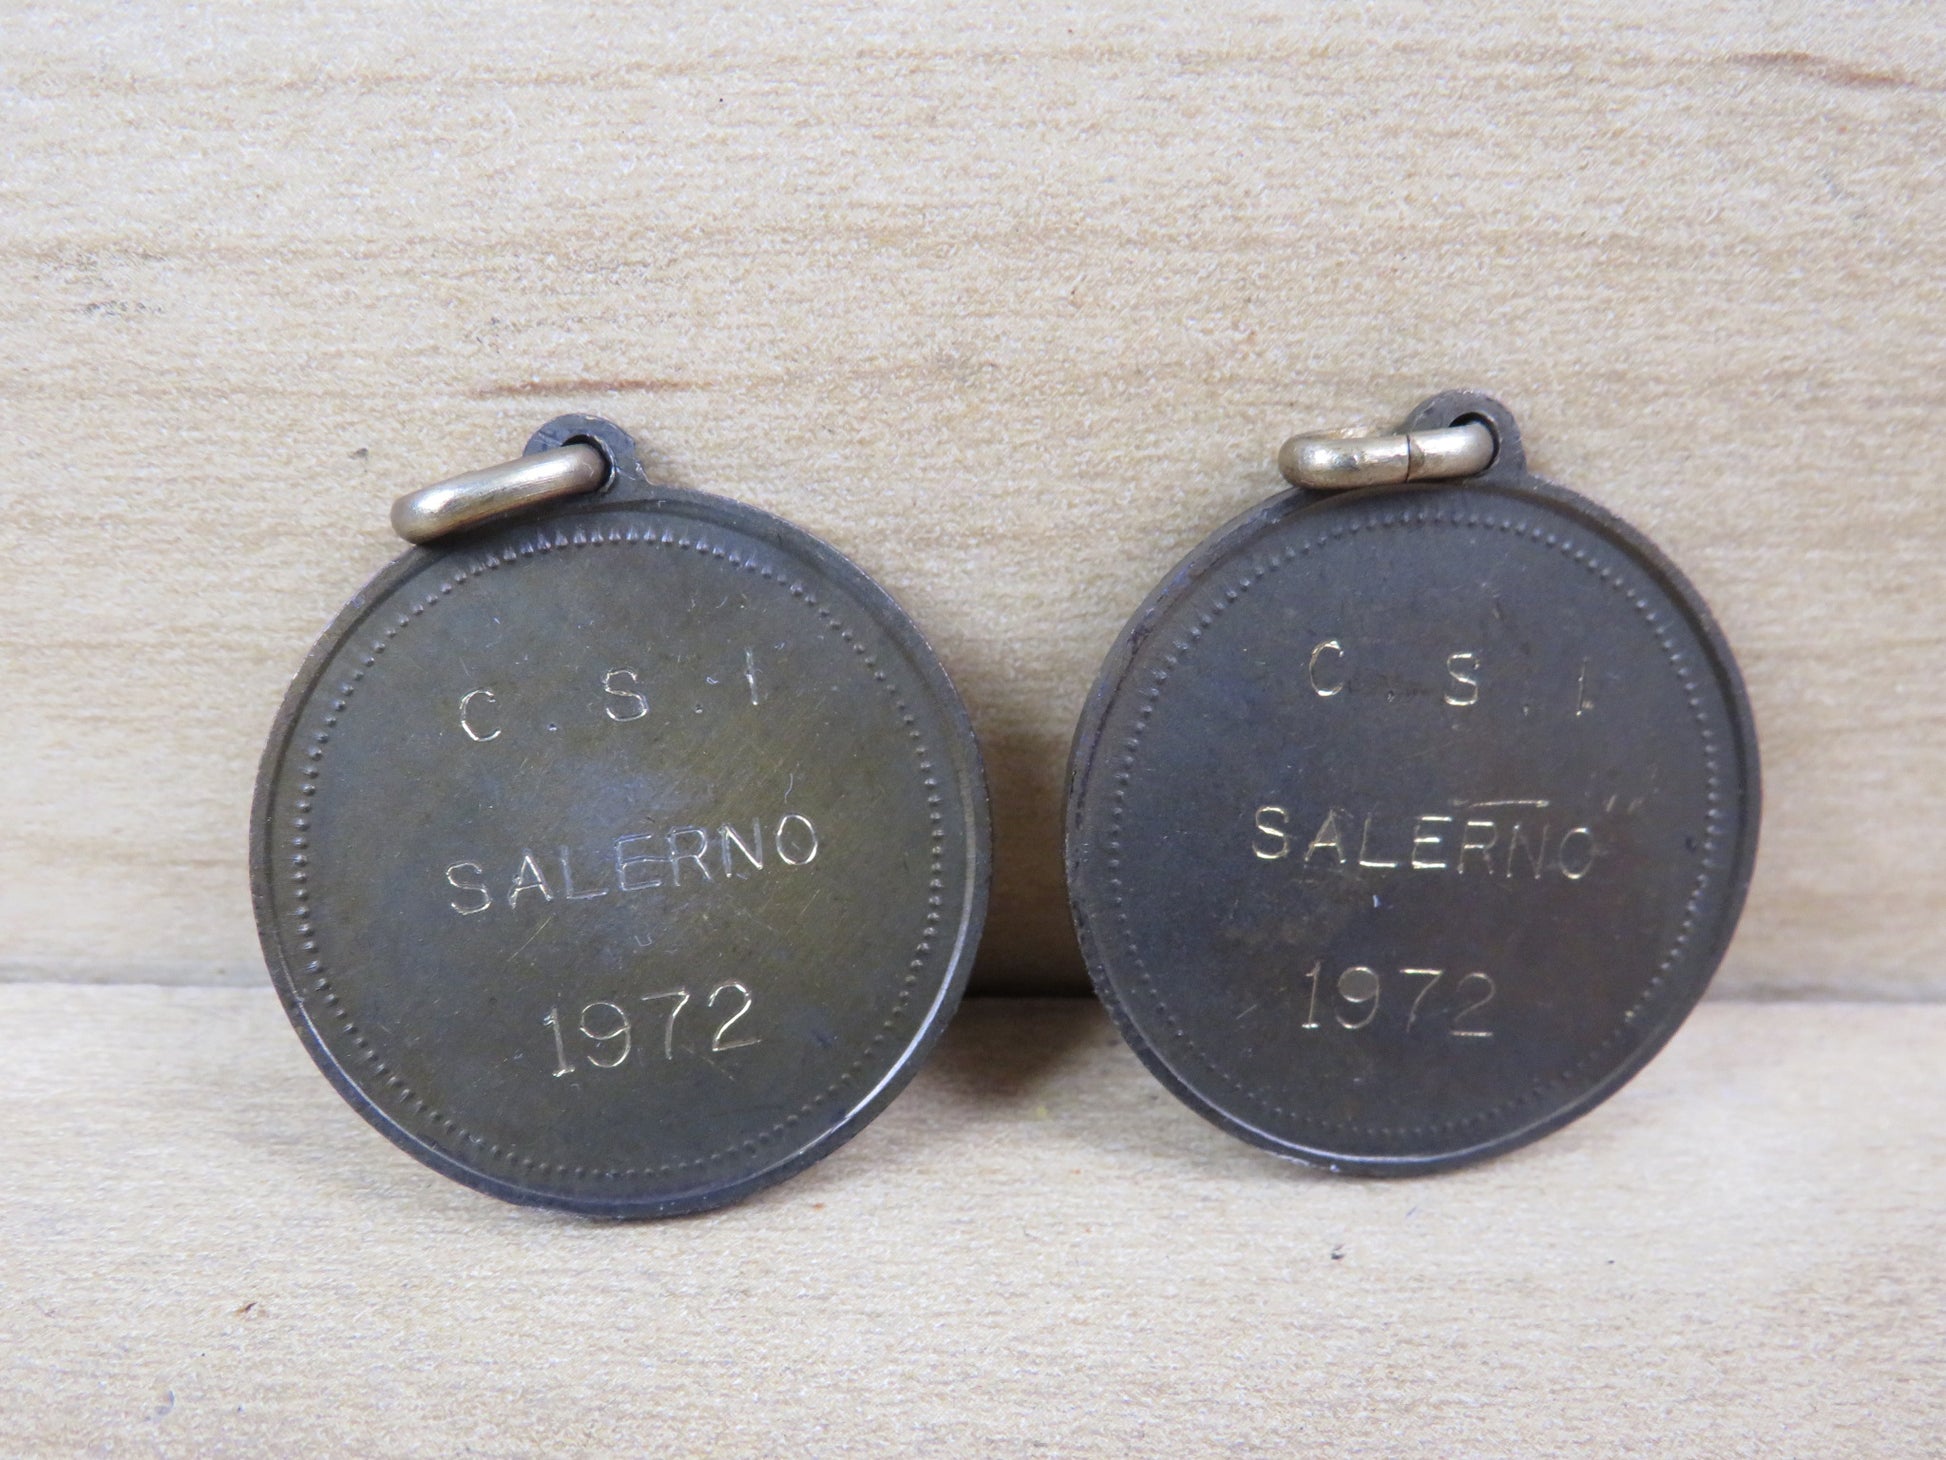 C . S . I
SALERNO
1972
C . S . I
SALERNO
1972